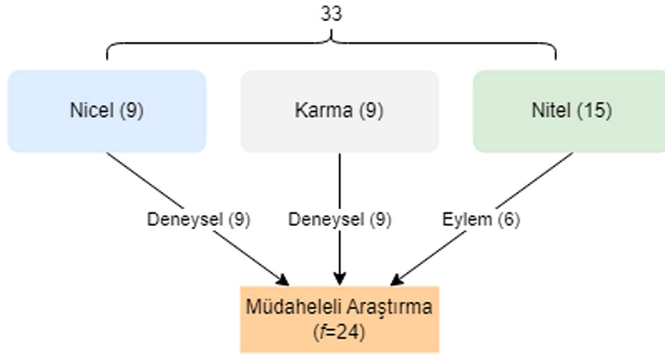 33
Nicel (9)
Karma (9)
Nitel (15)
Deneysel (9)
Deneysel (9)
Eylem (6)
Müdaheleli Araştırma
(f=24)